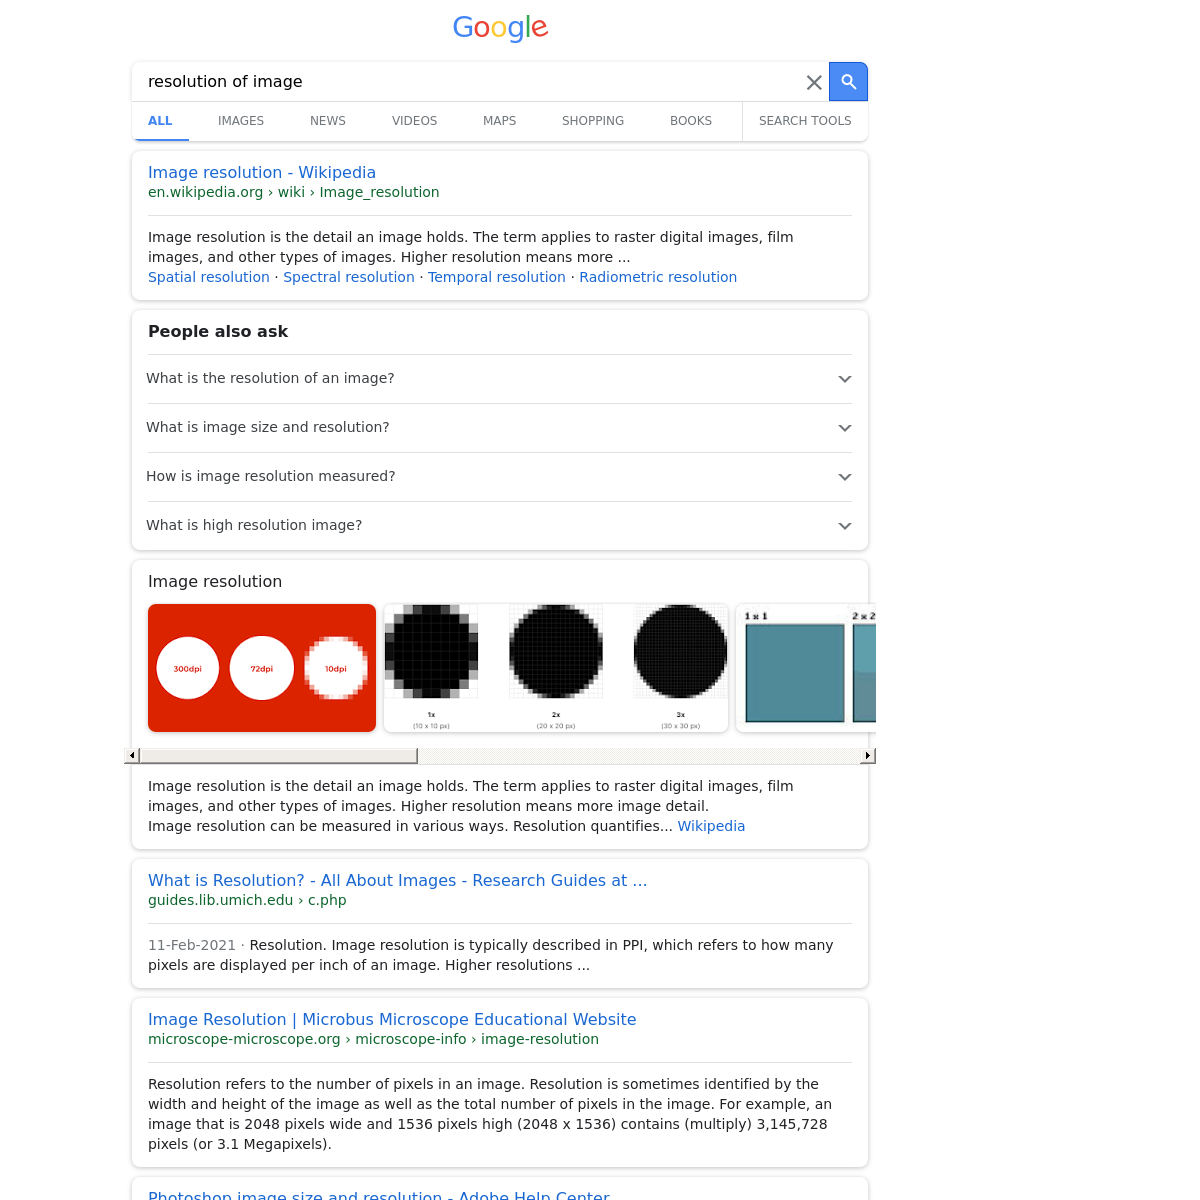 Google
resolution of image
ALL IMAGES NEWS VIDEOS MAPS SHOPPING BOOKS SEARCH TOOLS
Image resolution - Wikipedia
en.wikipedia.org › wiki › Image_resolution
Image resolution is the detail an image holds. The term applies to raster digital images, film
images, and other types of images. Higher resolution means more ...
Spatial resolution · Spectral resolution · Temporal resolution · Radiometric resolution
People also ask
What is the resolution of an image?
What is image size and resolution?
How is image resolution measured?
What is high resolution image?
Image resolution
300dpi 72dpi 10dpi
1x 2x 3x
(10 x 10 px) (20 x 20 px) (30 x 30 px)
1 x 1 2 x 2
Image resolution is the detail an image holds. The term applies to raster digital images, film
images, and other types of images. Higher resolution means more image detail.
Image resolution can be measured in various ways. Resolution quantifies... Wikipedia
What is Resolution? - All About Images - Research Guides at ...
guides.lib.umich.edu › c.php
11-Feb-2021 · Resolution. Image resolution is typically described in PPI, which refers to how many
pixels are displayed per inch of an image. Higher resolutions ...
Image Resolution | Microbus Microscope Educational Website
microscope-microscope.org › microscope-info › image-resolution
Resolution refers to the number of pixels in an image. Resolution is sometimes identified by the
width and height of the image as well as the total number of pixels in the image. For example, an
image that is 2048 pixels wide and 1536 pixels high (2048 x 1536) contains (multiply) 3,145,728
pixels (or 3.1 Megapixels).
Photoshop image size and resolution - Adobe Help Center